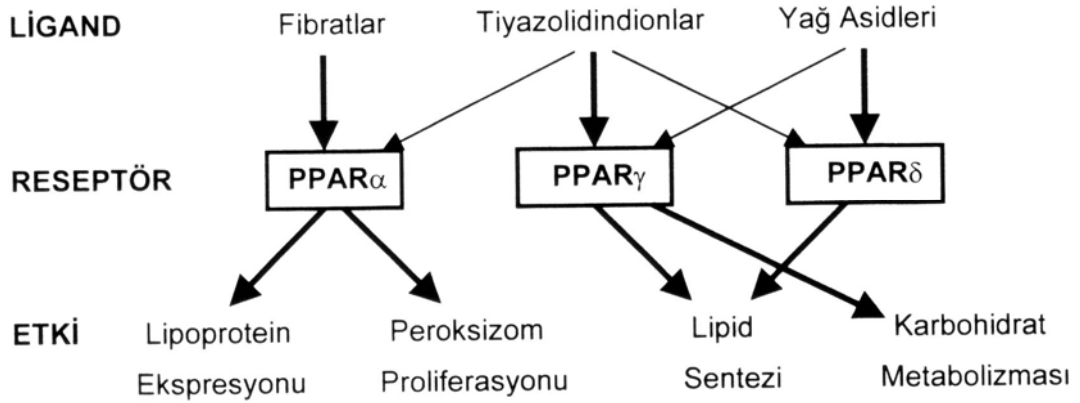 LİGAND Fibratlar Tiyazolidindionlar Yağ Asidleri
RESEPTÖR PPARα PPARγ PPARδ
ETKİ Lipoprotein Peroksizom Lipid Karbohidrat
Ekspresyonu Proliferasyonu Sentezi Metabolizması